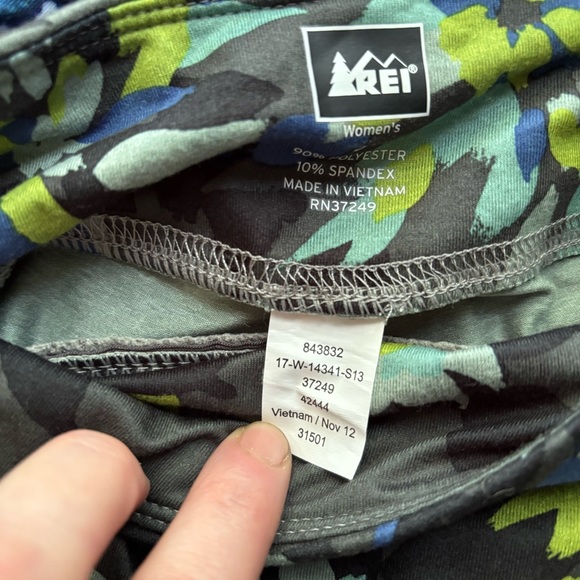 REI®
Women's
90% POLYESTER
10% SPANDEX
MADE IN VIETNAM
RN37249
843832
17-W-14341-S13
37249
42444
Vietnam / Nov 12
31501